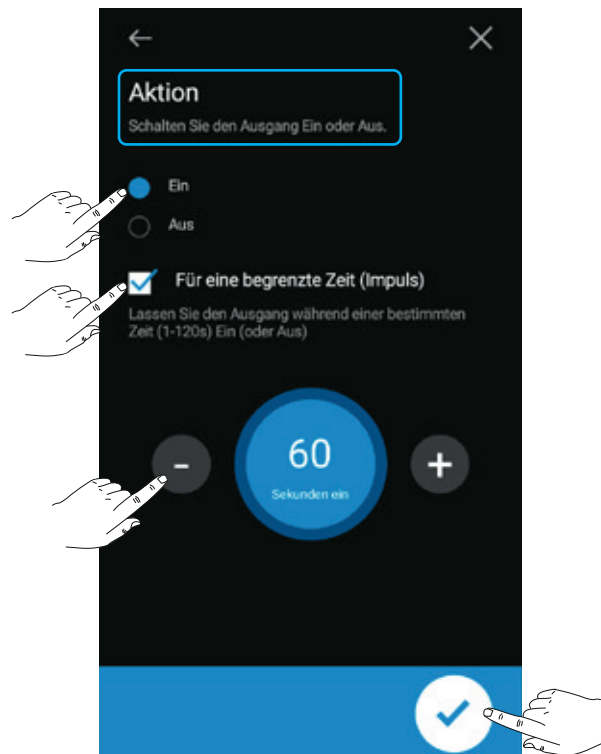 Aktion
Schalten Sie den Ausgang Ein oder Aus.
Ein
Aus
Für eine begrenzte Zeit (Impuls)
Lassen Sie den Ausgang während einer bestimmten
Zeit (1-120s) Ein (oder Aus)
-
60
+
Sekunden ein